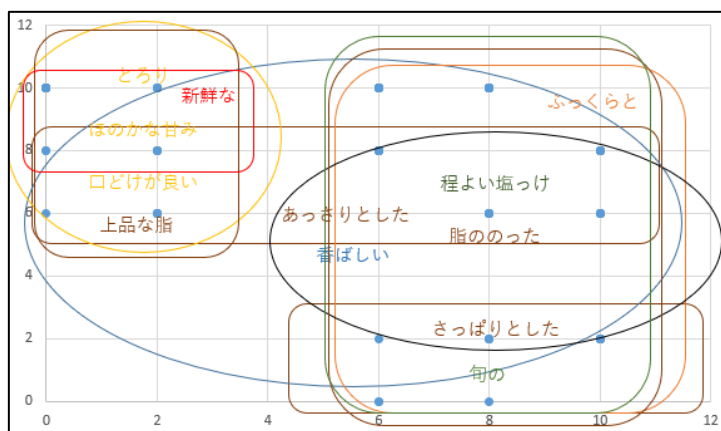 12
とろり
10
新鮮な
ふっくらと
ほのかな甘み
8
口どけが良い
程よい塩っけ
6
上品な脂
あっさりとした
脂ののった
香ばしい
4
さっぱりとした
2
旬の
0
0
2
4
6
8
10
12